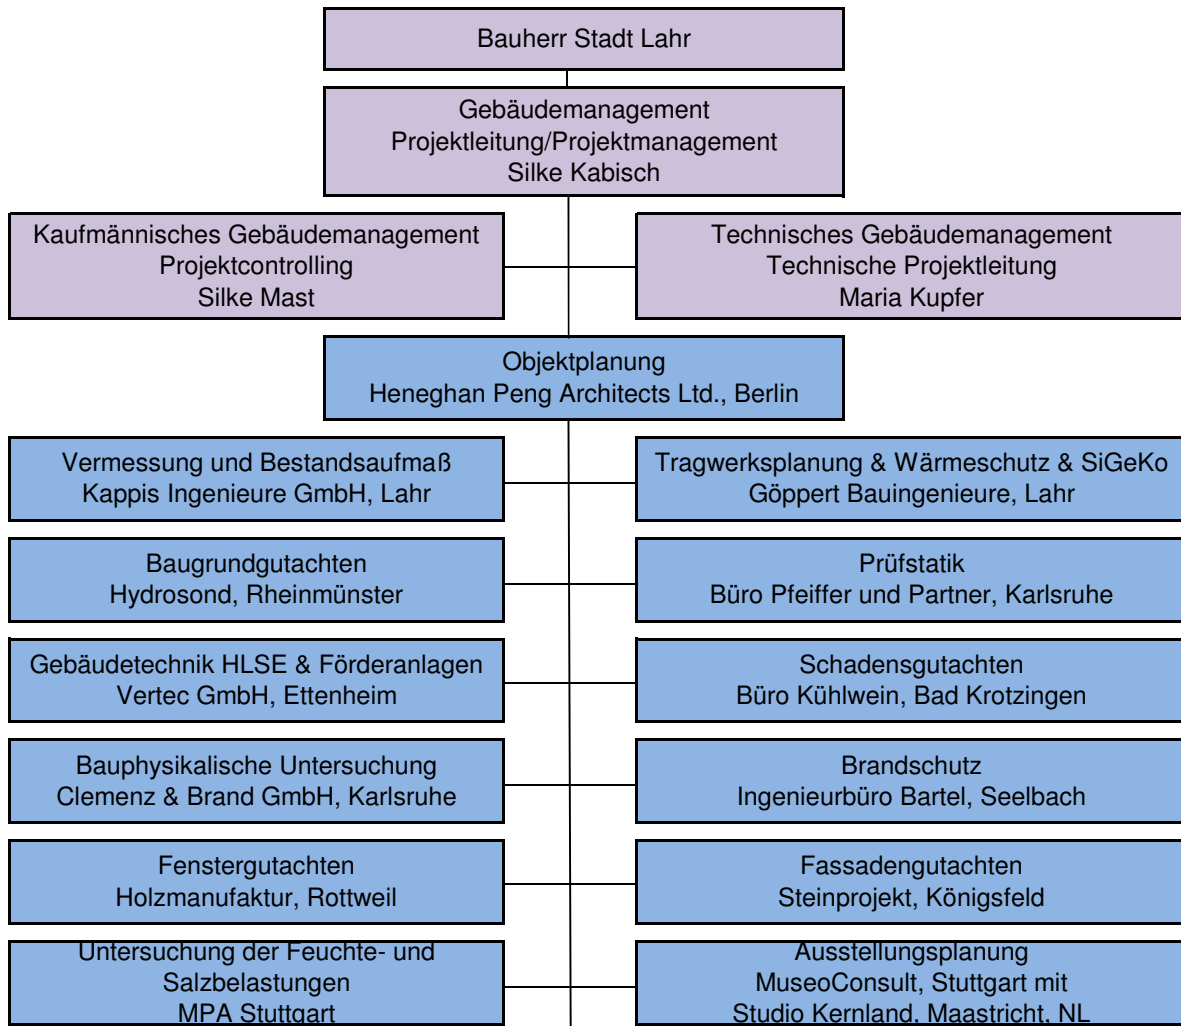 Bauherr Stadt Lahr
Gebäudemanagement
Projektleitung/Projektmanagement
Silke Kabisch
Kaufmännisches Gebäudemanagement
Projektcontrolling
Silke Mast
Technisches Gebäudemanagement
Technische Projektleitung
Maria Kupfer
Objektplanung
Heneghan Peng Architects Ltd., Berlin
Vermessung und Bestandsaufmaß
Kappis Ingenieure GmbH, Lahr
Tragwerksplanung & Wärmeschutz & SiGeKo
Göppert Bauingenieure, Lahr
Baugrundgutachten
Hydrosond, Rheinmünster
Prüfstatik
Büro Pfeiffer und Partner, Karlsruhe
Gebäudetechnik HLSE & Förderanlagen
Vertec GmbH, Ettenheim
Schadensgutachten
Büro Kühlwein, Bad Krotzingen
Bauphysikalische Untersuchung
Clemenz & Brand GmbH, Karlsruhe
Brandschutz
Ingenieurbüro Bartel, Seelbach
Fenstergutachten
Holzmanufaktur, Rottweil
Fassadengutachten
Steinprojekt, Königsfeld
Untersuchung der Feuchte- und
Salzbelastungen
MPA Stuttgart
Ausstellungsplanung
MuseoConsult, Stuttgart mit
Studio Kernland, Maastricht, NL